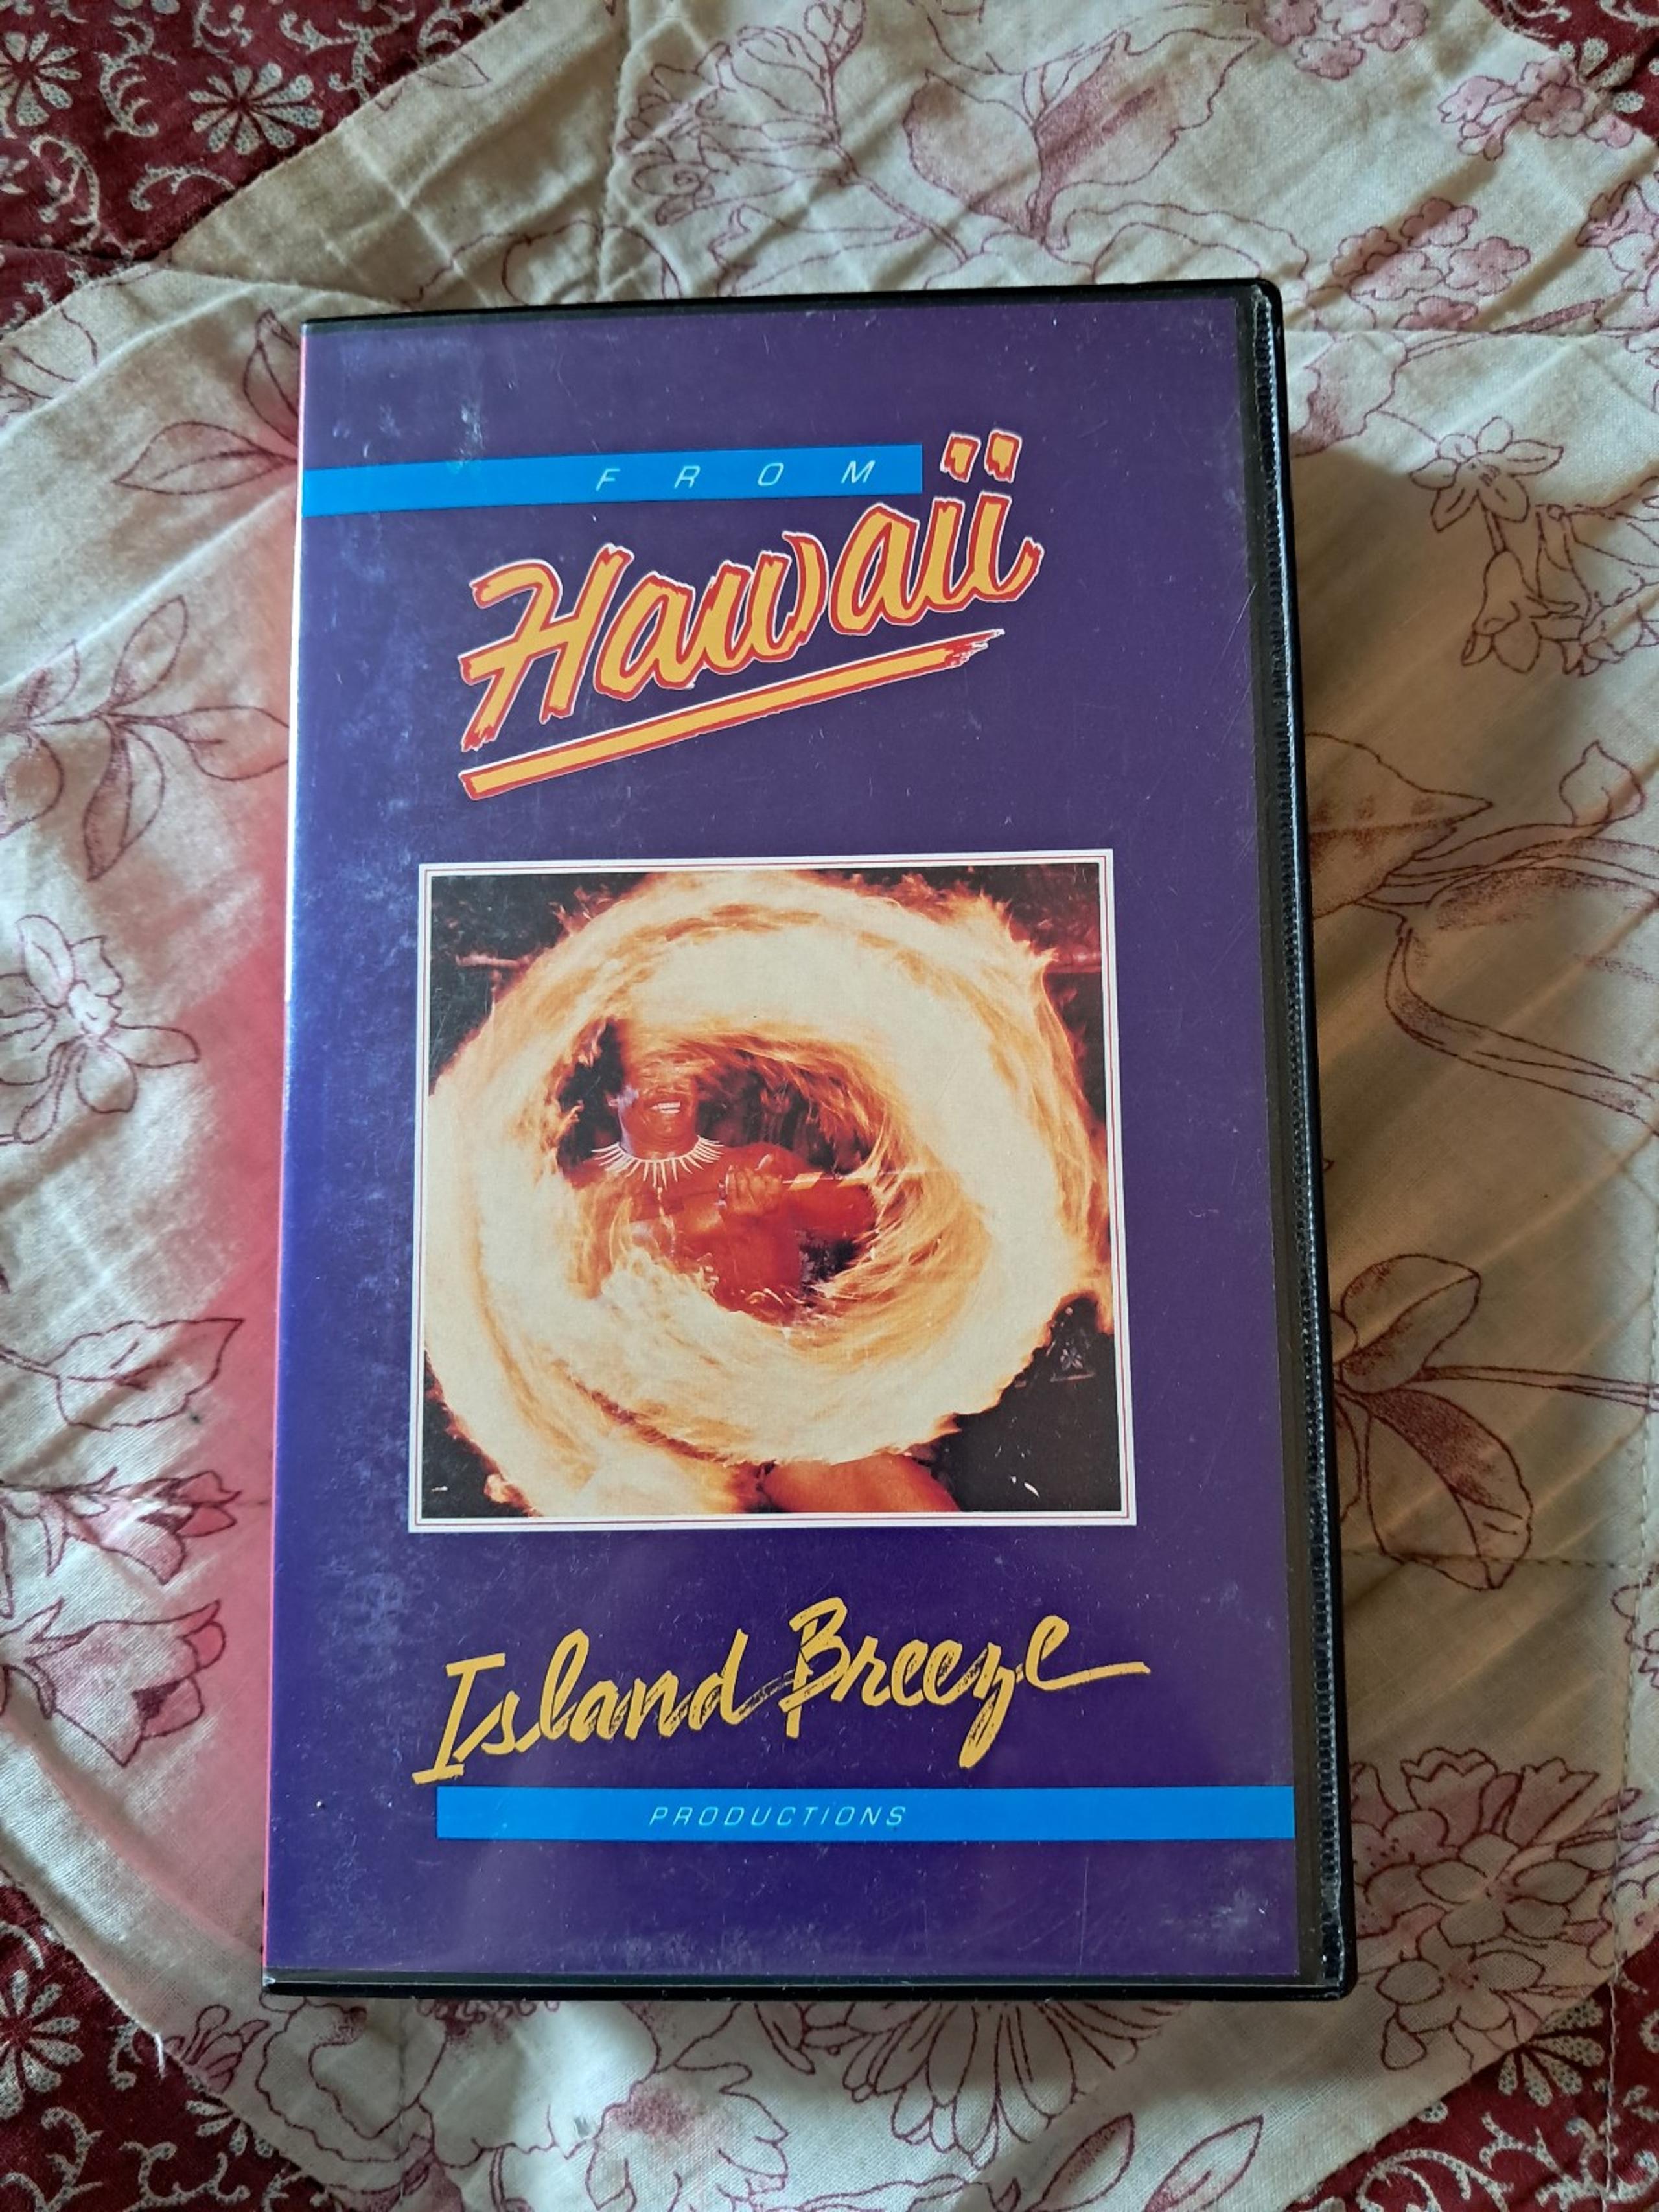 FROM
Hawaii
Island Breeze
PRODUCTIONS